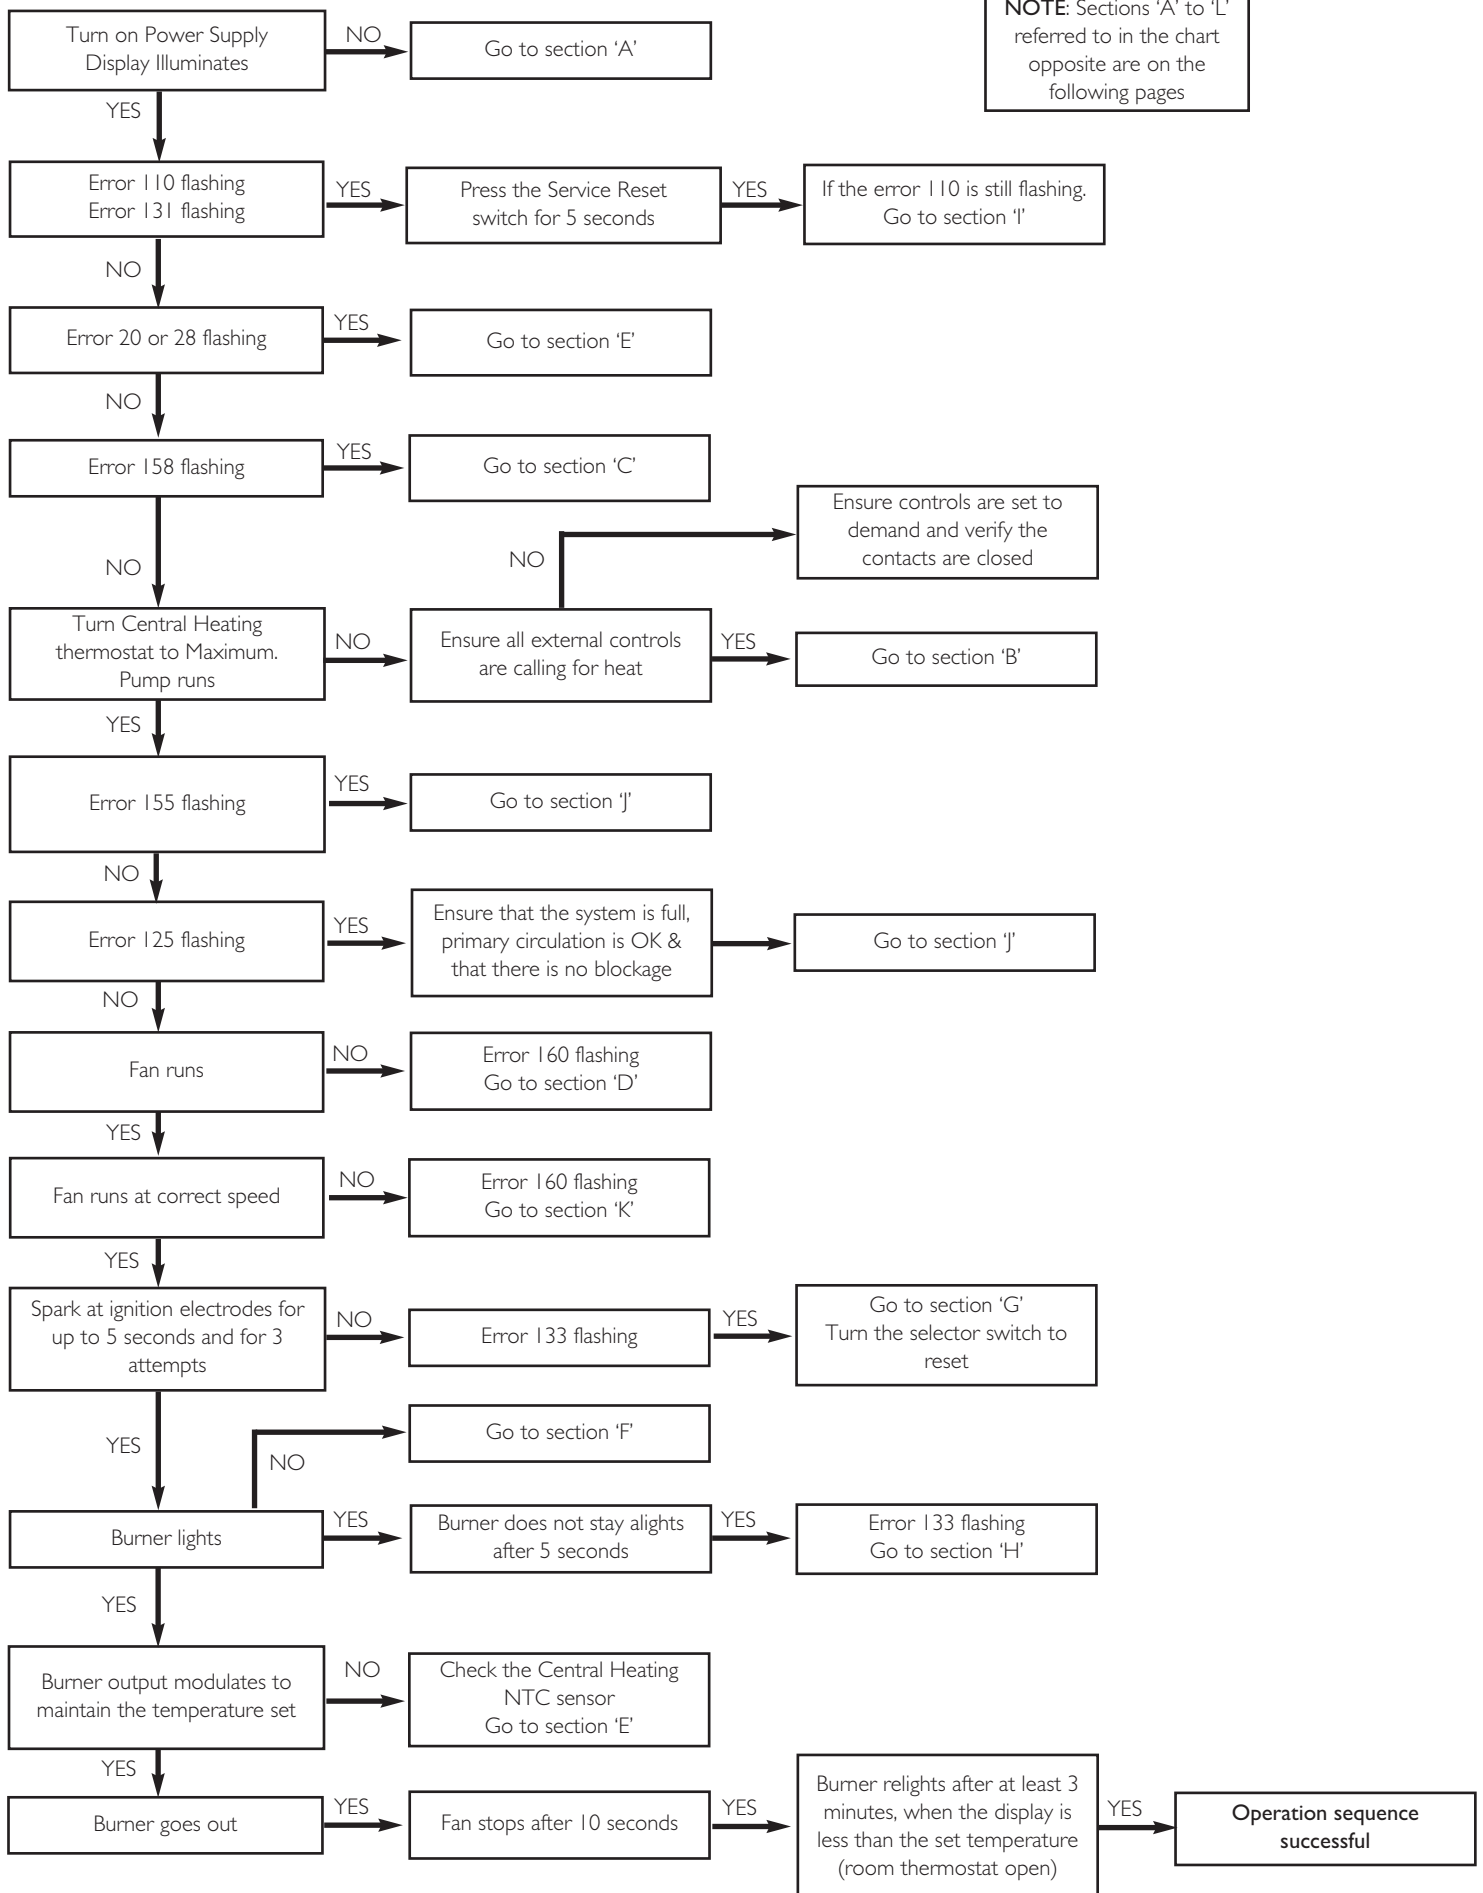 Turn on Power Supply
Display Illuminates
NO
Go to section ‘A’
NOTE: Sections ‘A’ to ‘L’
referred to in the chart
opposite are on the
following pages
YES
Error 110 flashing
Error 131 flashing
YES
Press the Service Reset
switch for 5 seconds
YES
If the error 110 is still flashing.
Go to section ‘I’
NO
Error 20 or 28 flashing
YES
Go to section ‘E’
NO
Error 158 flashing
YES
Go to section ‘C’
NO
Turn Central Heating
thermostat to Maximum.
Pump runs
NO
Ensure all external controls
are calling for heat
NO
Ensure controls are set to
demand and verify the
contacts are closed
YES
Go to section ‘B’
YES
Error 155 flashing
YES
Go to section ‘J’
NO
Error 125 flashing
YES
Ensure that the system is full,
primary circulation is OK &
that there is no blockage
Go to section ‘J’
NO
Fan runs
NO
Error 160 flashing
Go to section ‘D’
YES
Fan runs at correct speed
NO
Error 160 flashing
Go to section ‘K’
YES
Spark at ignition electrodes for
up to 5 seconds and for 3
attempts
NO
Error 133 flashing
YES
Go to section ‘G’
Turn the selector switch to
reset
YES
NO
Go to section ‘F’
Burner lights
YES
Burner does not stay alights
after 5 seconds
YES
Error 133 flashing
Go to section ‘H’
YES
Burner output modulates to
maintain the temperature set
NO
Check the Central Heating
NTC sensor
Go to section ‘E’
YES
Burner goes out
YES
Fan stops after 10 seconds
YES
Burner relights after at least 3
minutes, when the display is
less than the set temperature
(room thermostat open)
YES
Operation sequence
successful